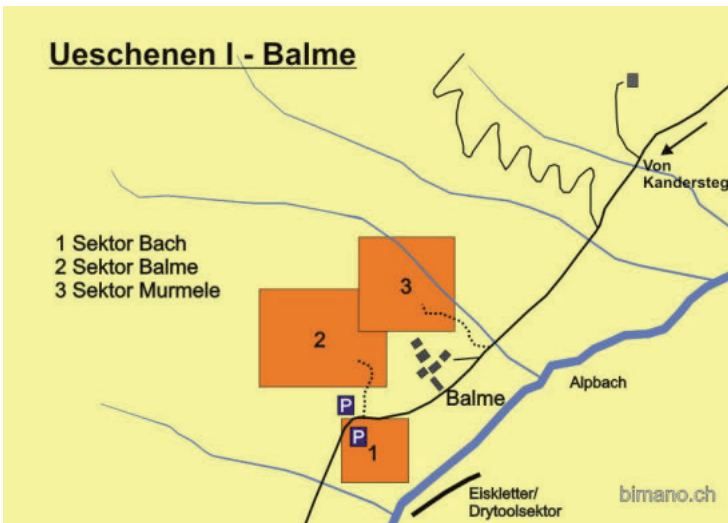 Ueschenen I - Balme
Von
Kandersteg
1 Sektor Bach
2 Sektor Balme
3 Sektor Murmele
3
2
Balme
Alpbach
P
P
1
Eiskletter/
Drytoolsektor
bimano.ch